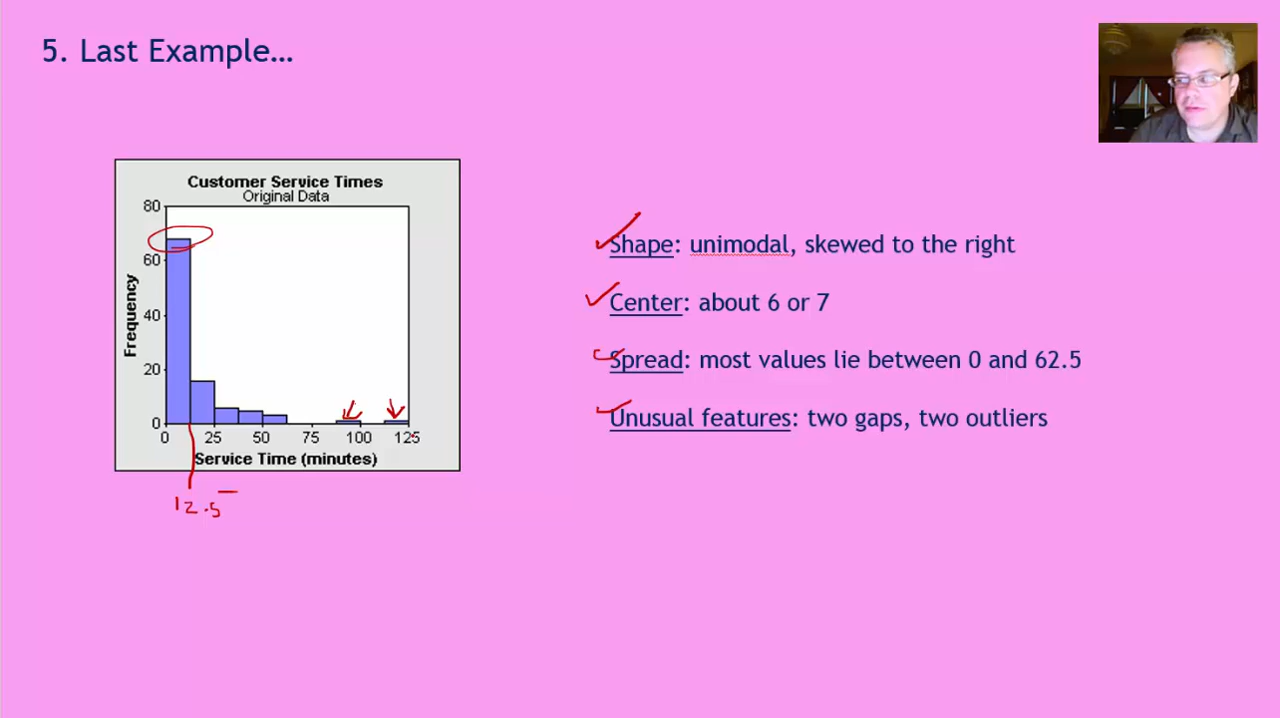 5. Last Example...
Customer Service Times
Original Data
80
60
40
20
0
Frequency
0 25 50 75 100 125
Service Time (minutes)
12.5
Shape: unimodal, skewed to the right
Center: about 6 or 7
Spread: most values lie between 0 and 62.5
Unusual features: two gaps, two outliers